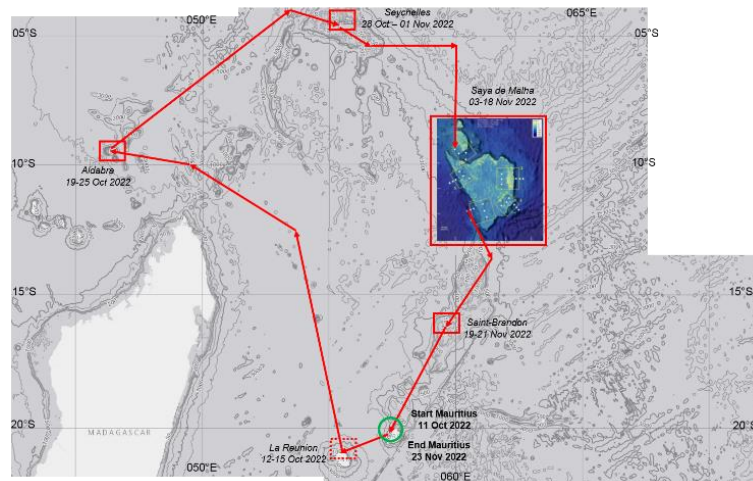 Seychelles
28 Oct – 01 Nov 2022
050°E
065°E
05°S
05°S
Saya de Malha
03-18 Nov 2022
10°S
10°S
Aldabra
19-25 Oct 2022
15°S
15°S
Saint-Brandon
19-21 Nov 2022
Start Mauritius
11 Oct 2022
20°S
20°S
MADAGASCAR
La Reunion
12-15 Oct 2022
End Mauritius
23 Nov 2022
050°E
060°E